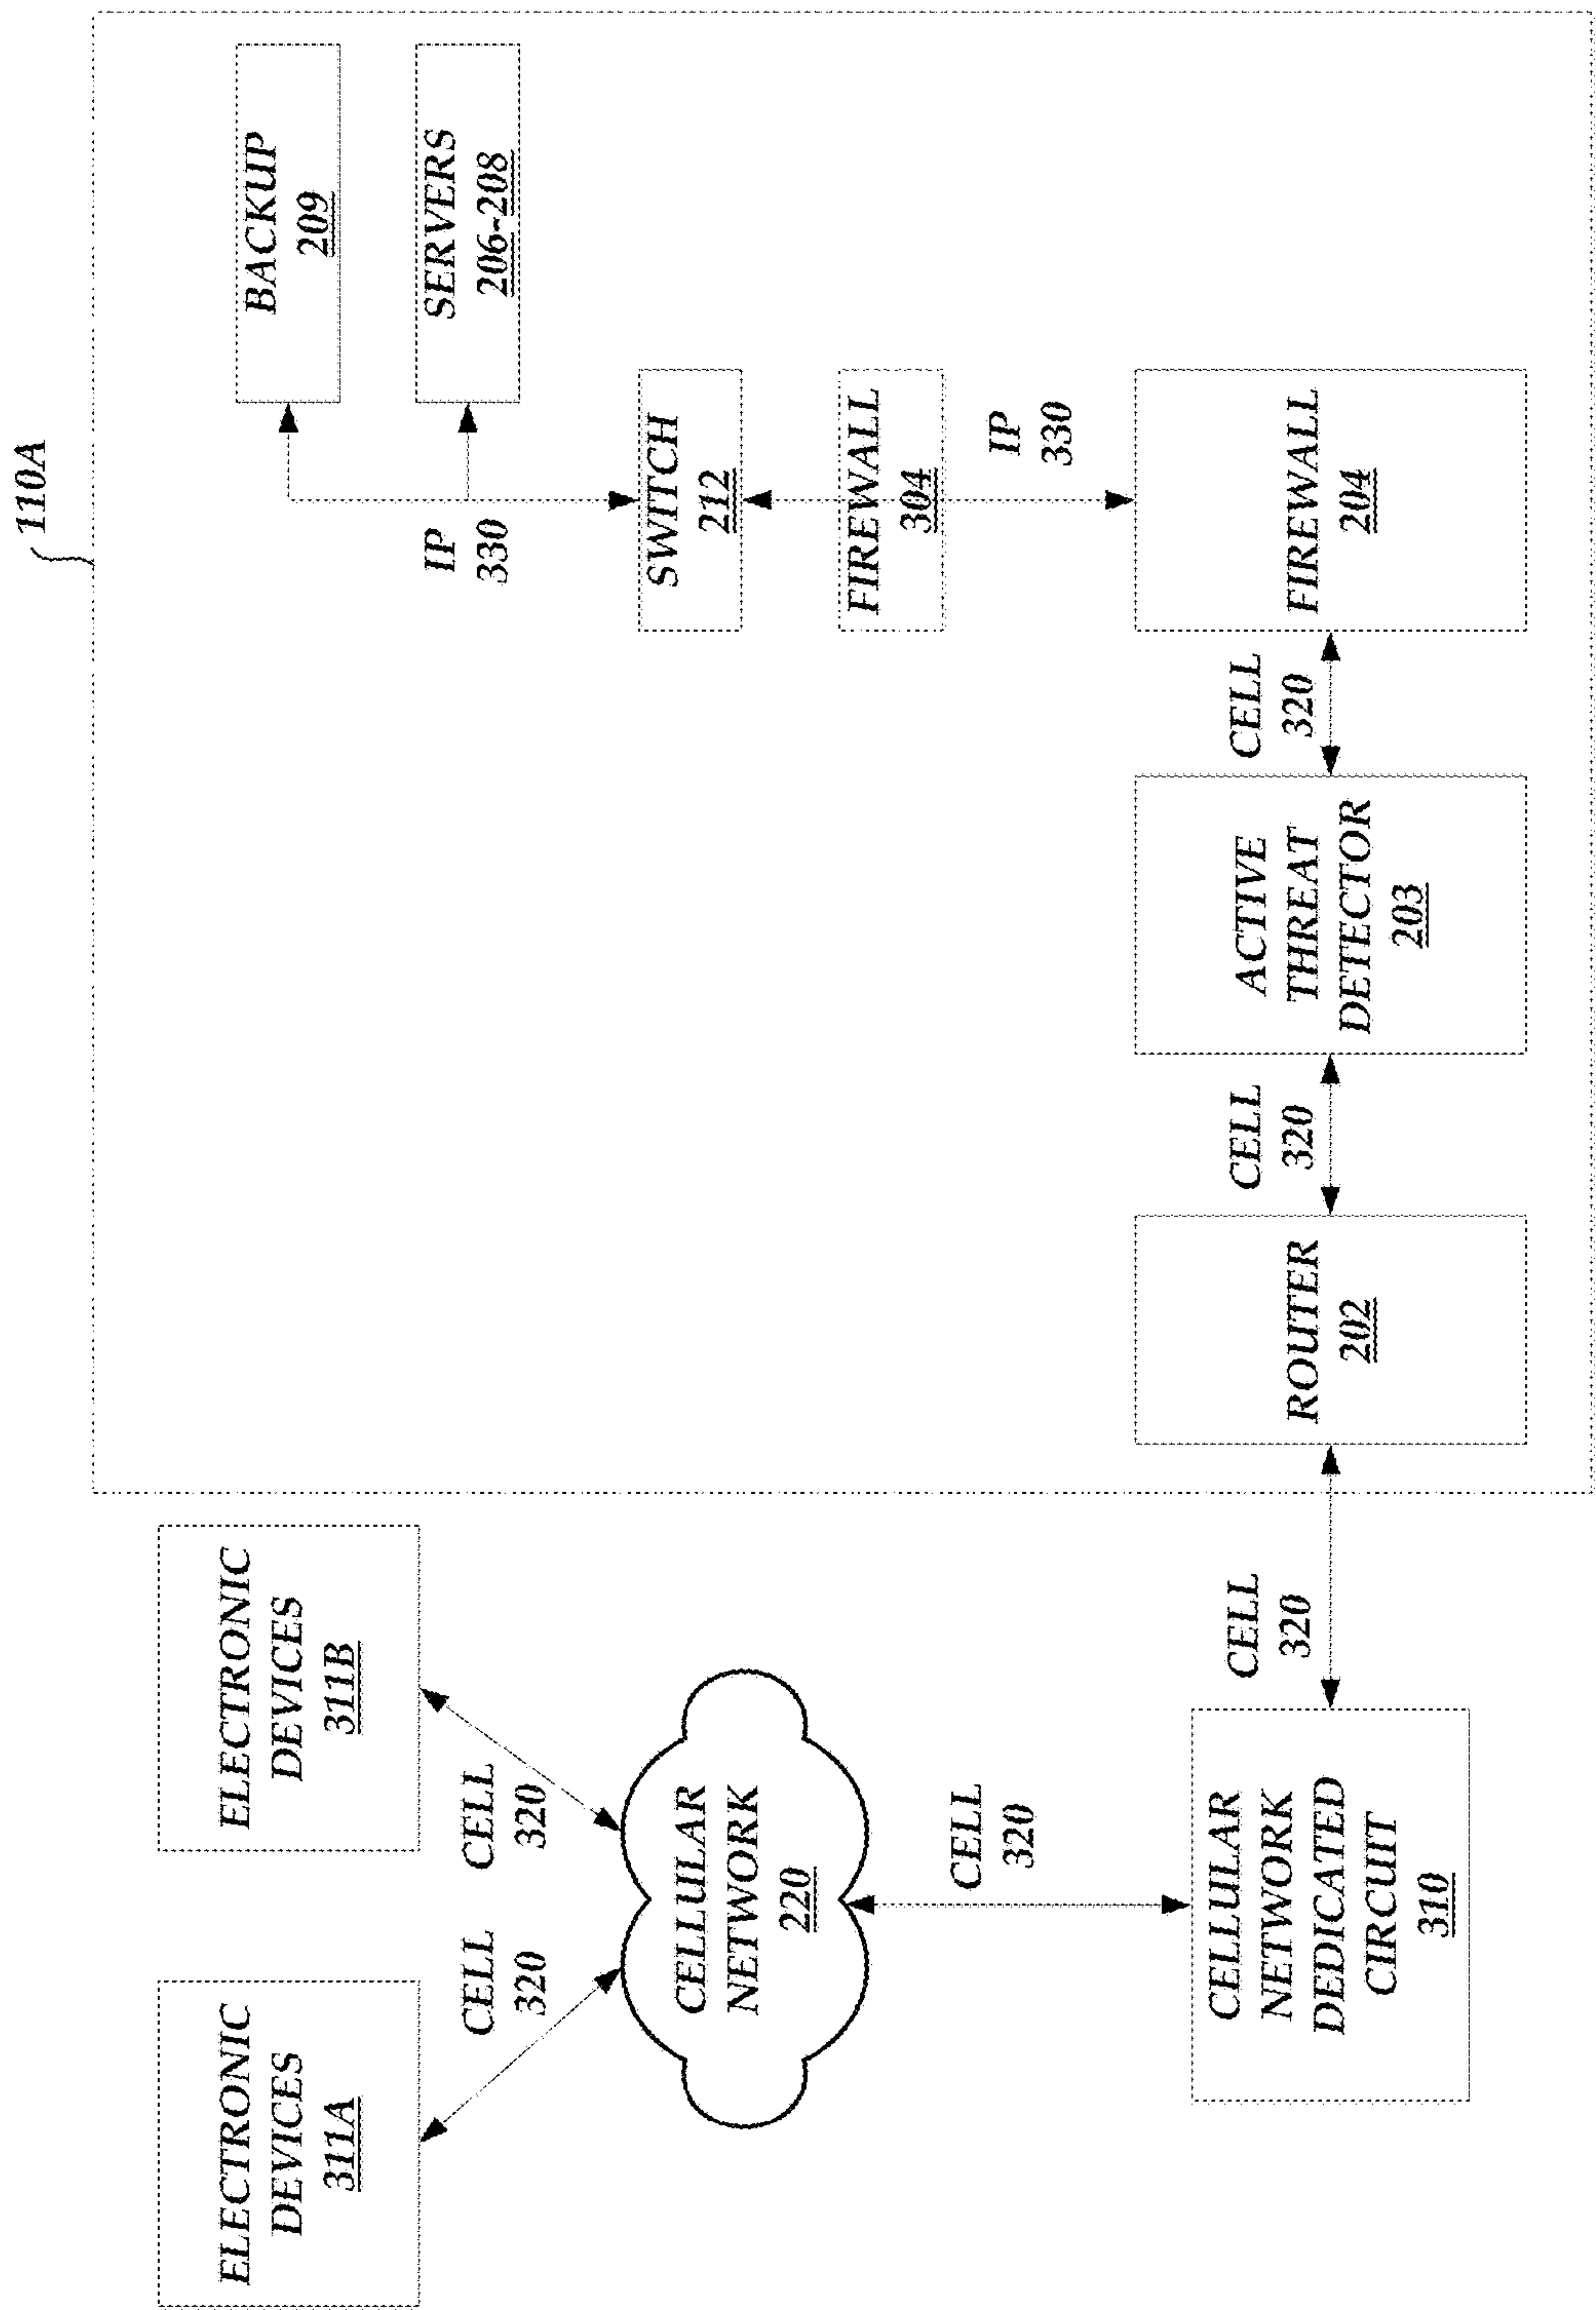 110A
ELECTRONIC
DEVICES
311A
ELECTRONIC
DEVICES
311B
BACKUP
209
SERVERS
206-208
CELL
320
CELL
320
IP
330
CELLULAR
NETWORK
220
SWITCH
212
FIREWALL
304
CELL
320
IP
330
CELLULAR
NETWORK
DEDICATED
CIRCUIT
310
CELL
320
ROUTER
202
CELL
320
ACTIVE
THREAT
DETECTOR
203
CELL
320
FIREWALL
204